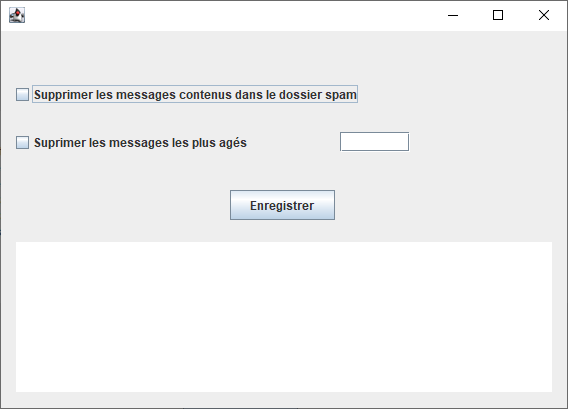 Supprimer les messages contenus dans le dossier spam
Suprimer les messages les plus agés
Enregistrer